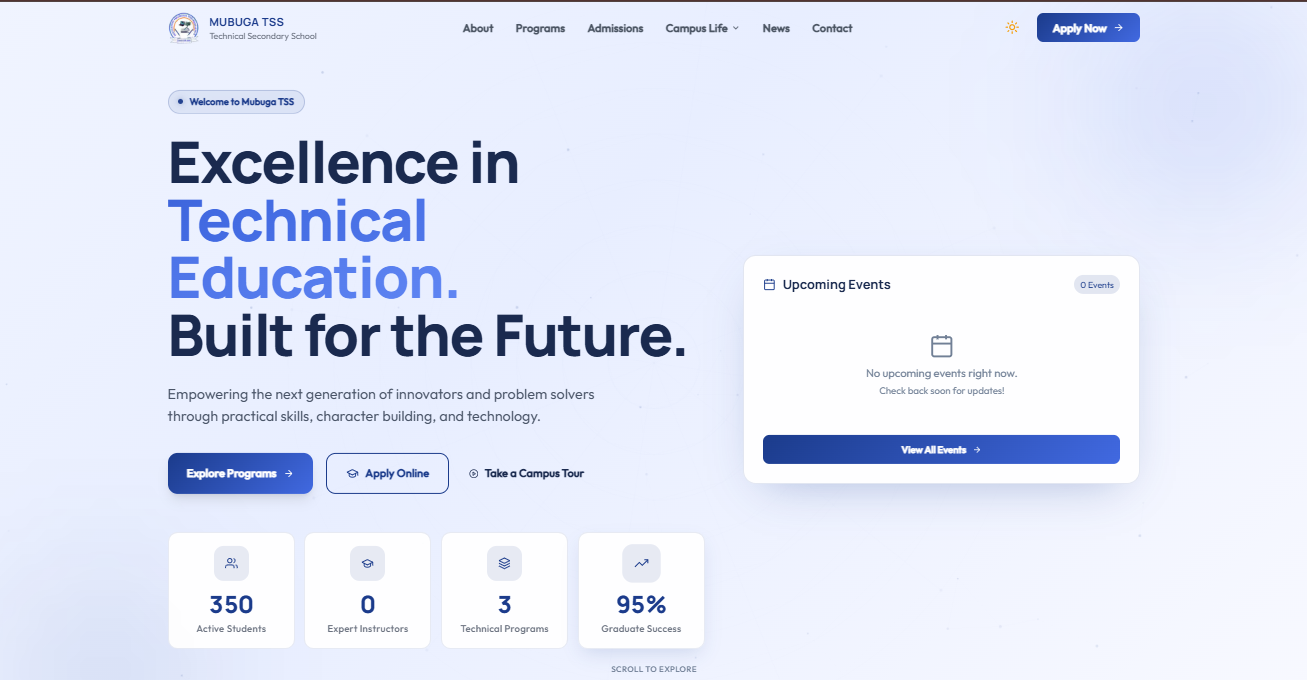 MUBUGA TSS
Technical Secondary School
About
Programs
Admissions
Campus Life
News
Contact
Apply Now
Welcome to Mubuga TSS
Excellence in
Technical
Education.
Built for the Future.
Empowering the next generation of innovators and problem solvers
through practical skills, character building, and technology.
Explore Programs
Apply Online
Take a Campus Tour
350
Active Students
0
Expert Instructors
3
Technical Programs
95%
Graduate Success
Upcoming Events
0 Events
No upcoming events right now.
Check back soon for updates!
View All Events
SCROLL TO EXPLORE